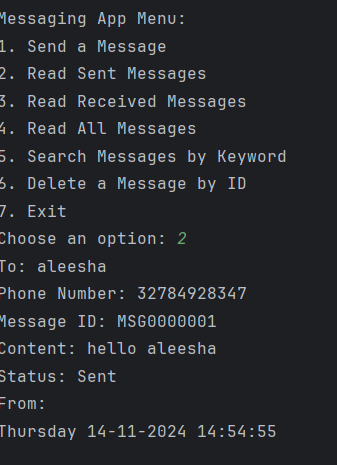 Messaging App Menu:
1. Send a Message
2. Read Sent Messages
3. Read Received Messages
4. Read All Messages
5. Search Messages by Keyword
6. Delete a Message by ID
7. Exit
Choose an option: 2
To: aleesha
Phone Number: 32784928347
Message ID: MSG0000001
Content: hello aleesha
Status: Sent
From:
Thursday 14-11-2024 14:54:55